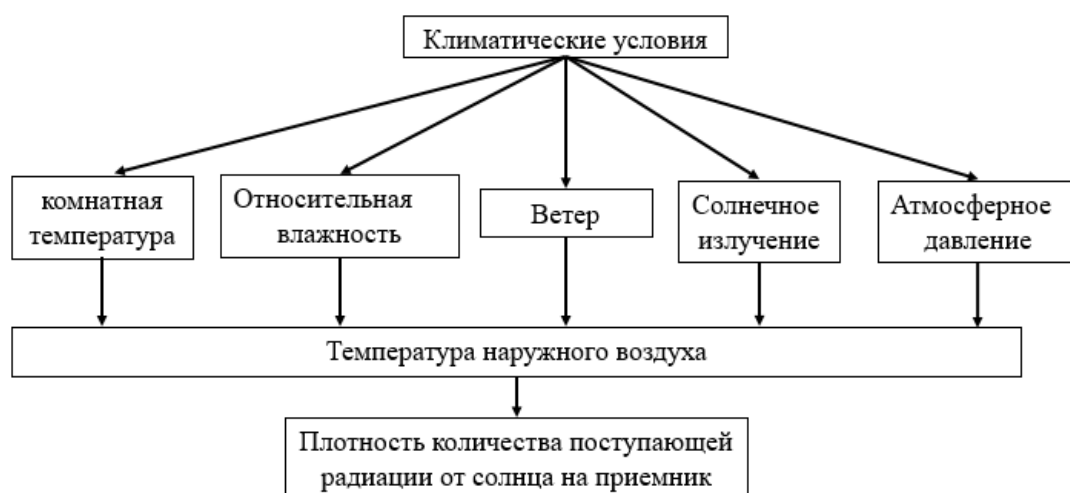 Климатические условия
комнатная
температура
Относительная
влажность
Ветер
Солнечное
излучение
Атмосферное
давление
Температура наружного воздуха
Плотность количества поступающей
радиации от солнца на приемник